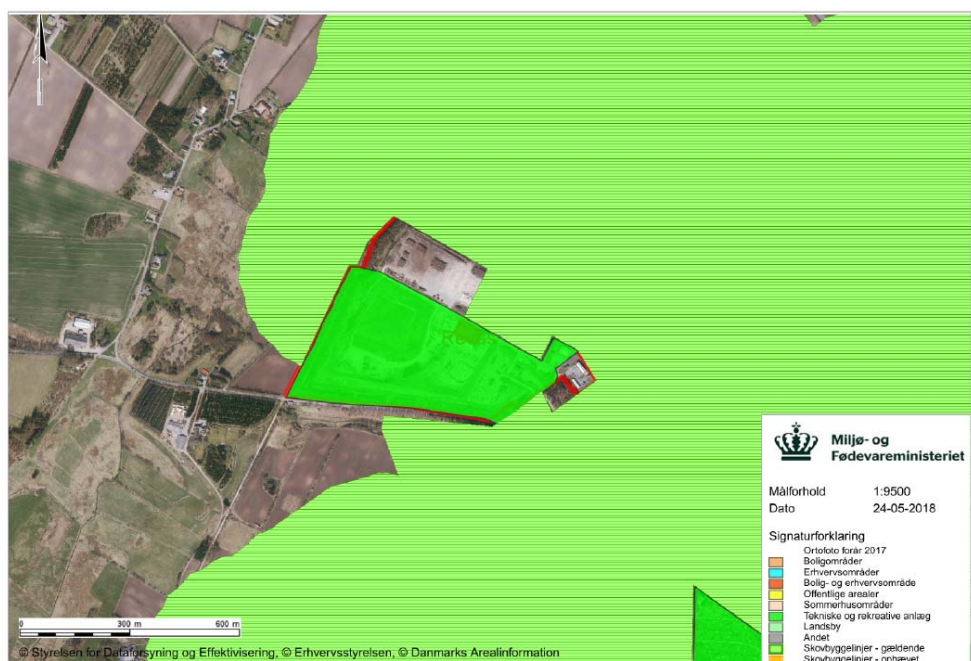 Miljø- og
Fødevareministeriet
Målforhold 1:9500
Dato 24-05-2018
Signaturforklaring
Ortofoto forår 2017
Boligområder
Erhvervsområder
Bolig- og erhvervsområde
Offentlige arealer
Sommerhusområder
Tekniske og rekreative anlæg
Landsby
Andet
Skovbyggelinjer - gældende
Skovbyggelinjer - ophævet
0 300 m 600 m
© Styrelsen for Dataforsyning og Effektivisering, © Erhvervsstyrelsen, © Danmarks Arealinformation